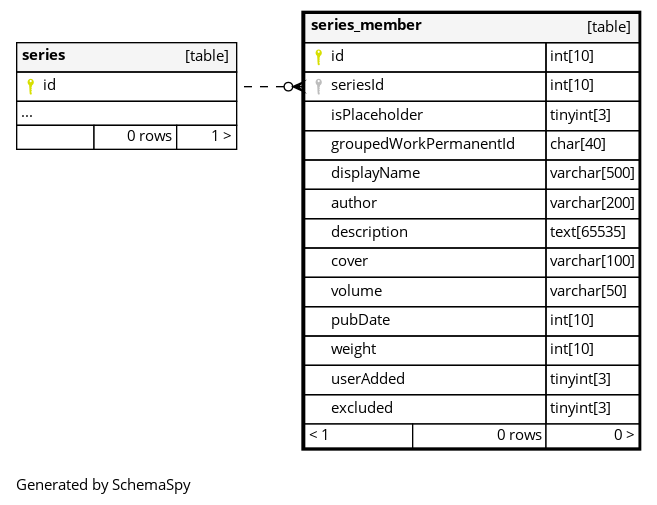 series [table]
id
...
0 rows 1 >
series_member [table]
id int[10]
seriesId int[10]
isPlaceholder tinyint[3]
groupedWorkPermanentId char[40]
displayName varchar[500]
author varchar[200]
description text[65535]
cover varchar[100]
volume varchar[50]
pubDate int[10]
weight int[10]
userAdded tinyint[3]
excluded tinyint[3]
< 1 0 rows 0 >
Generated by SchemaSpy